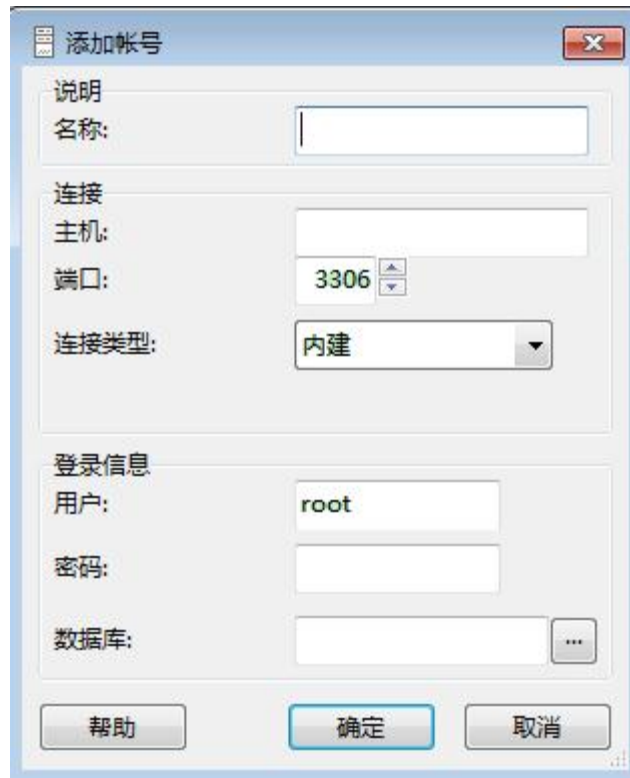 添加帐号
说明
名称:
连接
主机:
端口:
3306
连接类型:
内建
登录信息
用户:
root
密码:
数据库:
...
帮助
确定
取消